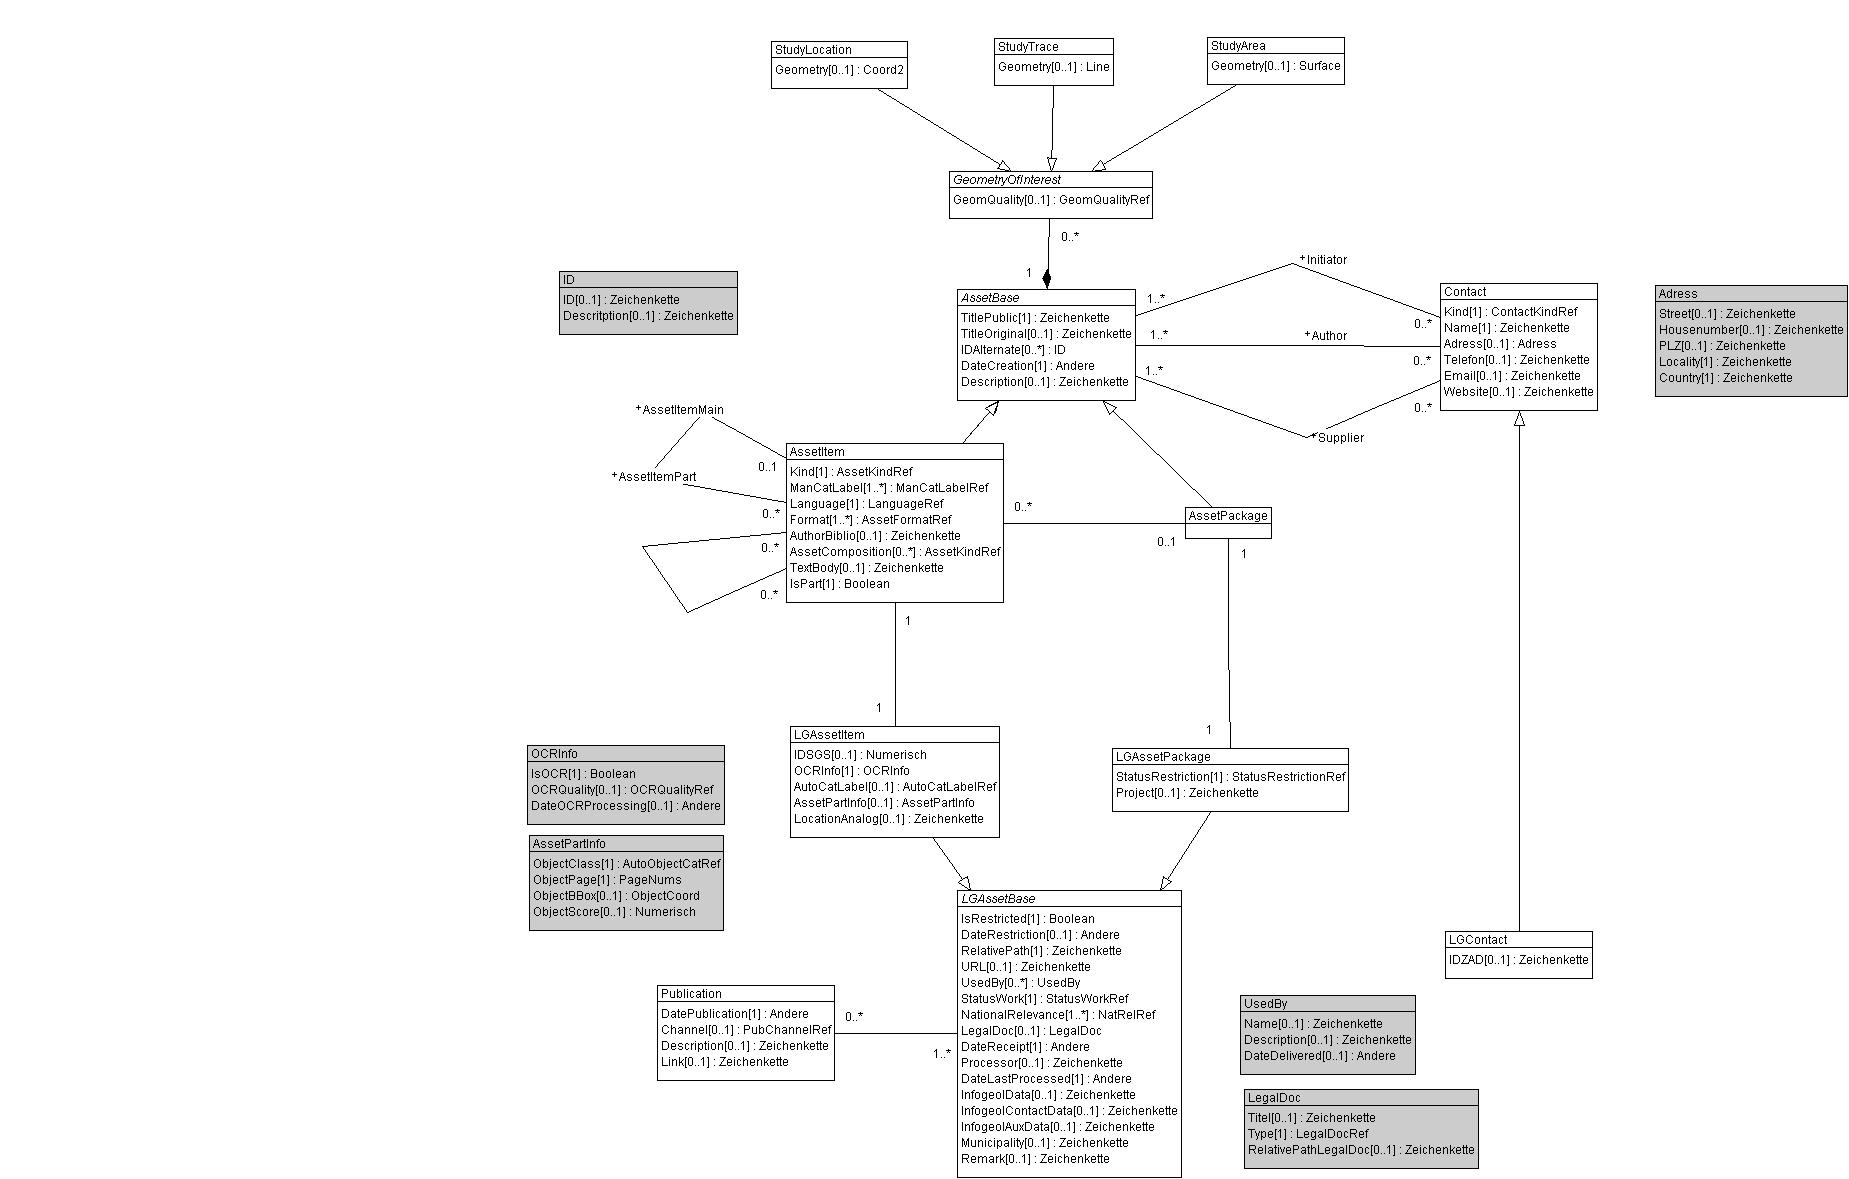 StudyLocation
Geometry[0..1] : Coord2
StudyTrace
Geometry[0..1] : Line
StudyArea
Geometry[0..1] : Surface
GeometryOfInterest
GeomQuality[0..1] : GeomQualityRef
0..*
1
ID
ID[0..1] : Zeichenkette
Descritption[0..1] : Zeichenkette
AssetBase
TitlePublic[1] : Zeichenkette
TitleOriginal[0..1] : Zeichenkette
IDAlternate[0..*] : ID
DateCreation[1] : Andere
Description[0..1] : Zeichenkette
+Initiator
1..*
0..*
+Author
1..*
0..*
1..*
0..*
+Supplier
Contact
Kind[1] : ContactKindRef
Name[1] : Zeichenkette
Adress[0..1] : Adress
Telefon[0..1] : Zeichenkette
Email[0..1] : Zeichenkette
Website[0..1] : Zeichenkette
Adress
Street[0..1] : Zeichenkette
Housenumber[0..1] : Zeichenkette
PLZ[0..1] : Zeichenkette
Locality[1] : Zeichenkette
Country[1] : Zeichenkette
+AssetItemMain
0..1
+AssetItemPart
0..*
0..*
0..*
AssetItem
Kind[1] : AssetKindRef
ManCatLabel[1..*] : ManCatLabelRef
Language[1] : LanguageRef
Format[1..*] : AssetFormatRef
AuthorBiblio[0..1] : Zeichenkette
AssetComposition[0..*] : AssetKindRef
TextBody[0..1] : Zeichenkette
IsPart[1] : Boolean
0..*
0..1
AssetPackage
1
1
1
1
LGAssetItem
IDSGS[0..1] : Numerisch
OCRInfo[1] : OCRInfo
AutoCatLabel[0..1] : AutoCatLabelRef
AssetPartInfo[0..1] : AssetPartInfo
LocationAnalog[0..1] : Zeichenkette
LGAssetPackage
StatusRestriction[1] : StatusRestrictionRef
Project[0..1] : Zeichenkette
OCRInfo
IsOCR[1] : Boolean
OCRQuality[0..1] : OCRQualityRef
DateOCRProcessing[0..1] : Andere
AssetPartInfo
ObjectClass[1] : AutoObjectCatRef
ObjectPage[1] : PageNums
ObjectBBox[0..1] : ObjectCoord
ObjectScore[0..1] : Numerisch
LGAssetBase
IsRestricted[1] : Boolean
DateRestriction[0..1] : Andere
RelativePath[1] : Zeichenkette
URL[0..1] : Zeichenkette
UsedBy[0..*] : UsedBy
StatusWork[1] : StatusWorkRef
NationalRelevance[1..*] : NatRelRef
LegalDoc[0..1] : LegalDoc
DateReceipt[1] : Andere
Processor[0..1] : Zeichenkette
DateLastProcessed[1] : Andere
InfogeolData[0..1] : Zeichenkette
InfogeolContactData[0..1] : Zeichenkette
InfogeolAuxData[0..1] : Zeichenkette
Municipality[0..1] : Zeichenkette
Remark[0..1] : Zeichenkette
Publication
DatePublication[1] : Andere
Channel[0..1] : PubChannelRef
Description[0..1] : Zeichenkette
Link[0..1] : Zeichenkette
0..*
1..*
LGContact
IDZAD[0..1] : Zeichenkette
UsedBy
Name[0..1] : Zeichenkette
Description[0..1] : Zeichenkette
DateDelivered[0..1] : Andere
LegalDoc
Titel[0..1] : Zeichenkette
Type[1] : LegalDocRef
RelativePathLegalDoc[0..1] : Zeichenkette